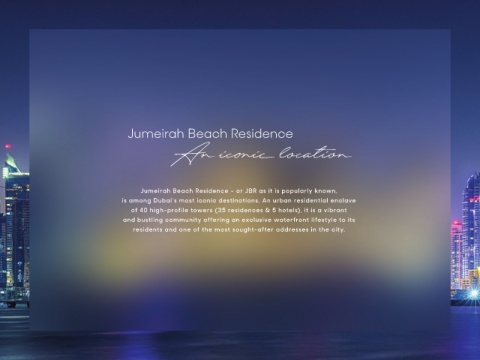 Jumeirah Beach Residence
An iconic location
Jumeirah Beach Residence - or JBR as it is popularly known,
is among Dubai's most iconic destinations. An urban residential enclave
of 40 high-profile towers (35 residences & 5 hotels), it is a vibrant
and bustling community offering an exclusive waterfront lifestyle to its
residents and one of the most sought-after addresses in the city.